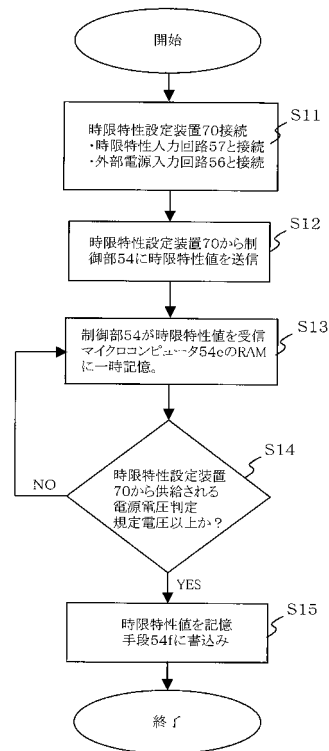 開始
S11
時限特性設定装置70接続
・時限特性入力回路57と接続
・外部電源入力回路56と接続
S12
時限特性設定装置70から制
御部54に時限特性値を送信
S13
制御部54が時限特性値を受信
マイクロコンピュータ54eのRAM
に一時記憶。
S14
時限特性設定装置
70から供給される
電源電圧判定
規定電圧以上か?
NO
YES
S15
時限特性値を記憶
手段54fに書込み
終了